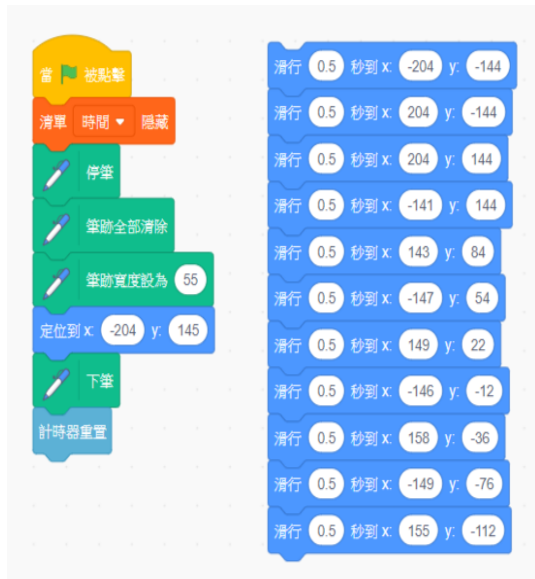 當 被點擊
清單 時間 隱藏
停筆
筆跡全部清除
筆跡寬度設為 55
定位到 x: -204 y: 145
下筆
計時器重置
滑行 0.5 秒到 x: -204 y: -144
滑行 0.5 秒到 x: 204 y: -144
滑行 0.5 秒到 x: 204 y: 144
滑行 0.5 秒到 x: -141 y: 144
滑行 0.5 秒到 x: 143 y: 84
滑行 0.5 秒到 x: -147 y: 54
滑行 0.5 秒到 x: 149 y: 22
滑行 0.5 秒到 x: -146 y: -12
滑行 0.5 秒到 x: 158 y: -36
滑行 0.5 秒到 x: -149 y: -76
滑行 0.5 秒到 x: 155 y: -112